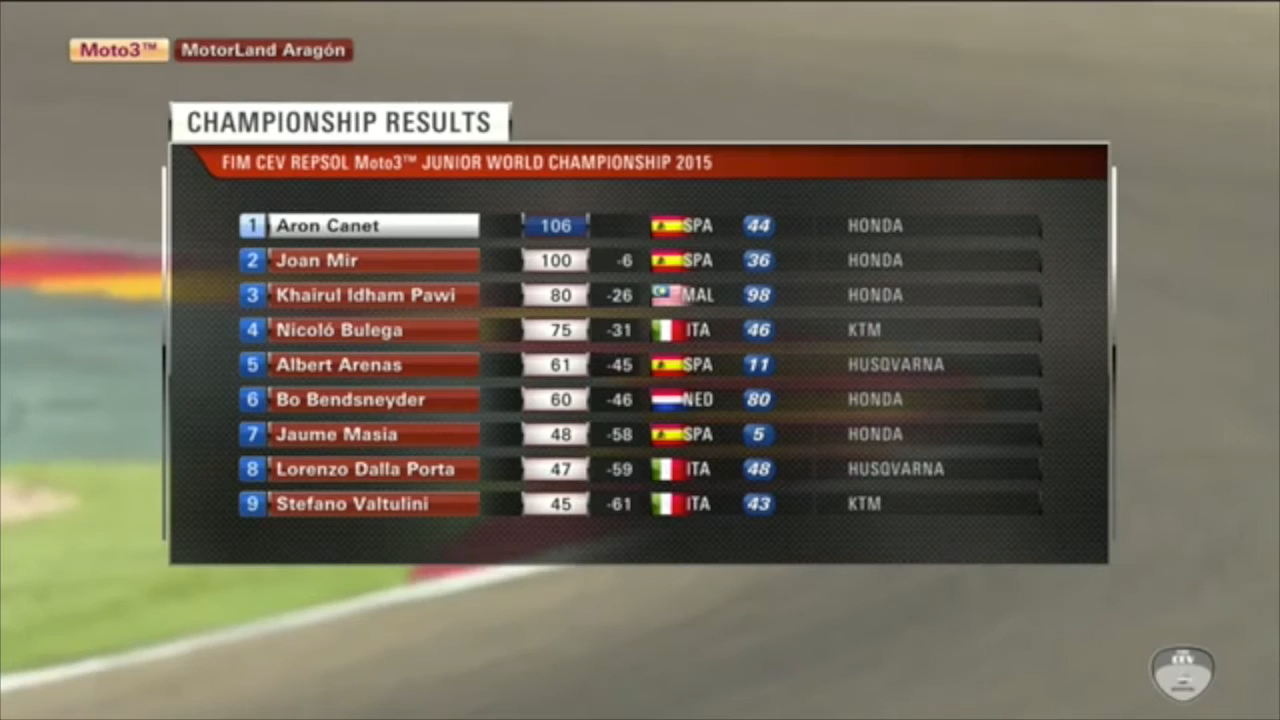 Moto3™ MotorLand Aragón
CHAMPIONSHIP RESULTS
FIM CEV REPSOL Moto3™ JUNIOR WORLD CHAMPIONSHIP 2015
1 Aron Canet 106 SPA 44 HONDA
2 Joan Mir 100 -6 SPA 36 HONDA
3 Khairul Idham Pawi 80 -26 MAL 98 HONDA
4 Nicoló Bulega 75 -31 ITA 46 KTM
5 Albert Arenas 61 -45 SPA 11 HUSQVARNA
6 Bo Bendsneyder 60 -46 NED 80 HONDA
7 Jaume Masia 48 -58 SPA 5 HONDA
8 Lorenzo Dalla Porta 47 -59 ITA 48 HUSQVARNA
9 Stefano Valtulini 45 -61 ITA 43 KTM
CEV